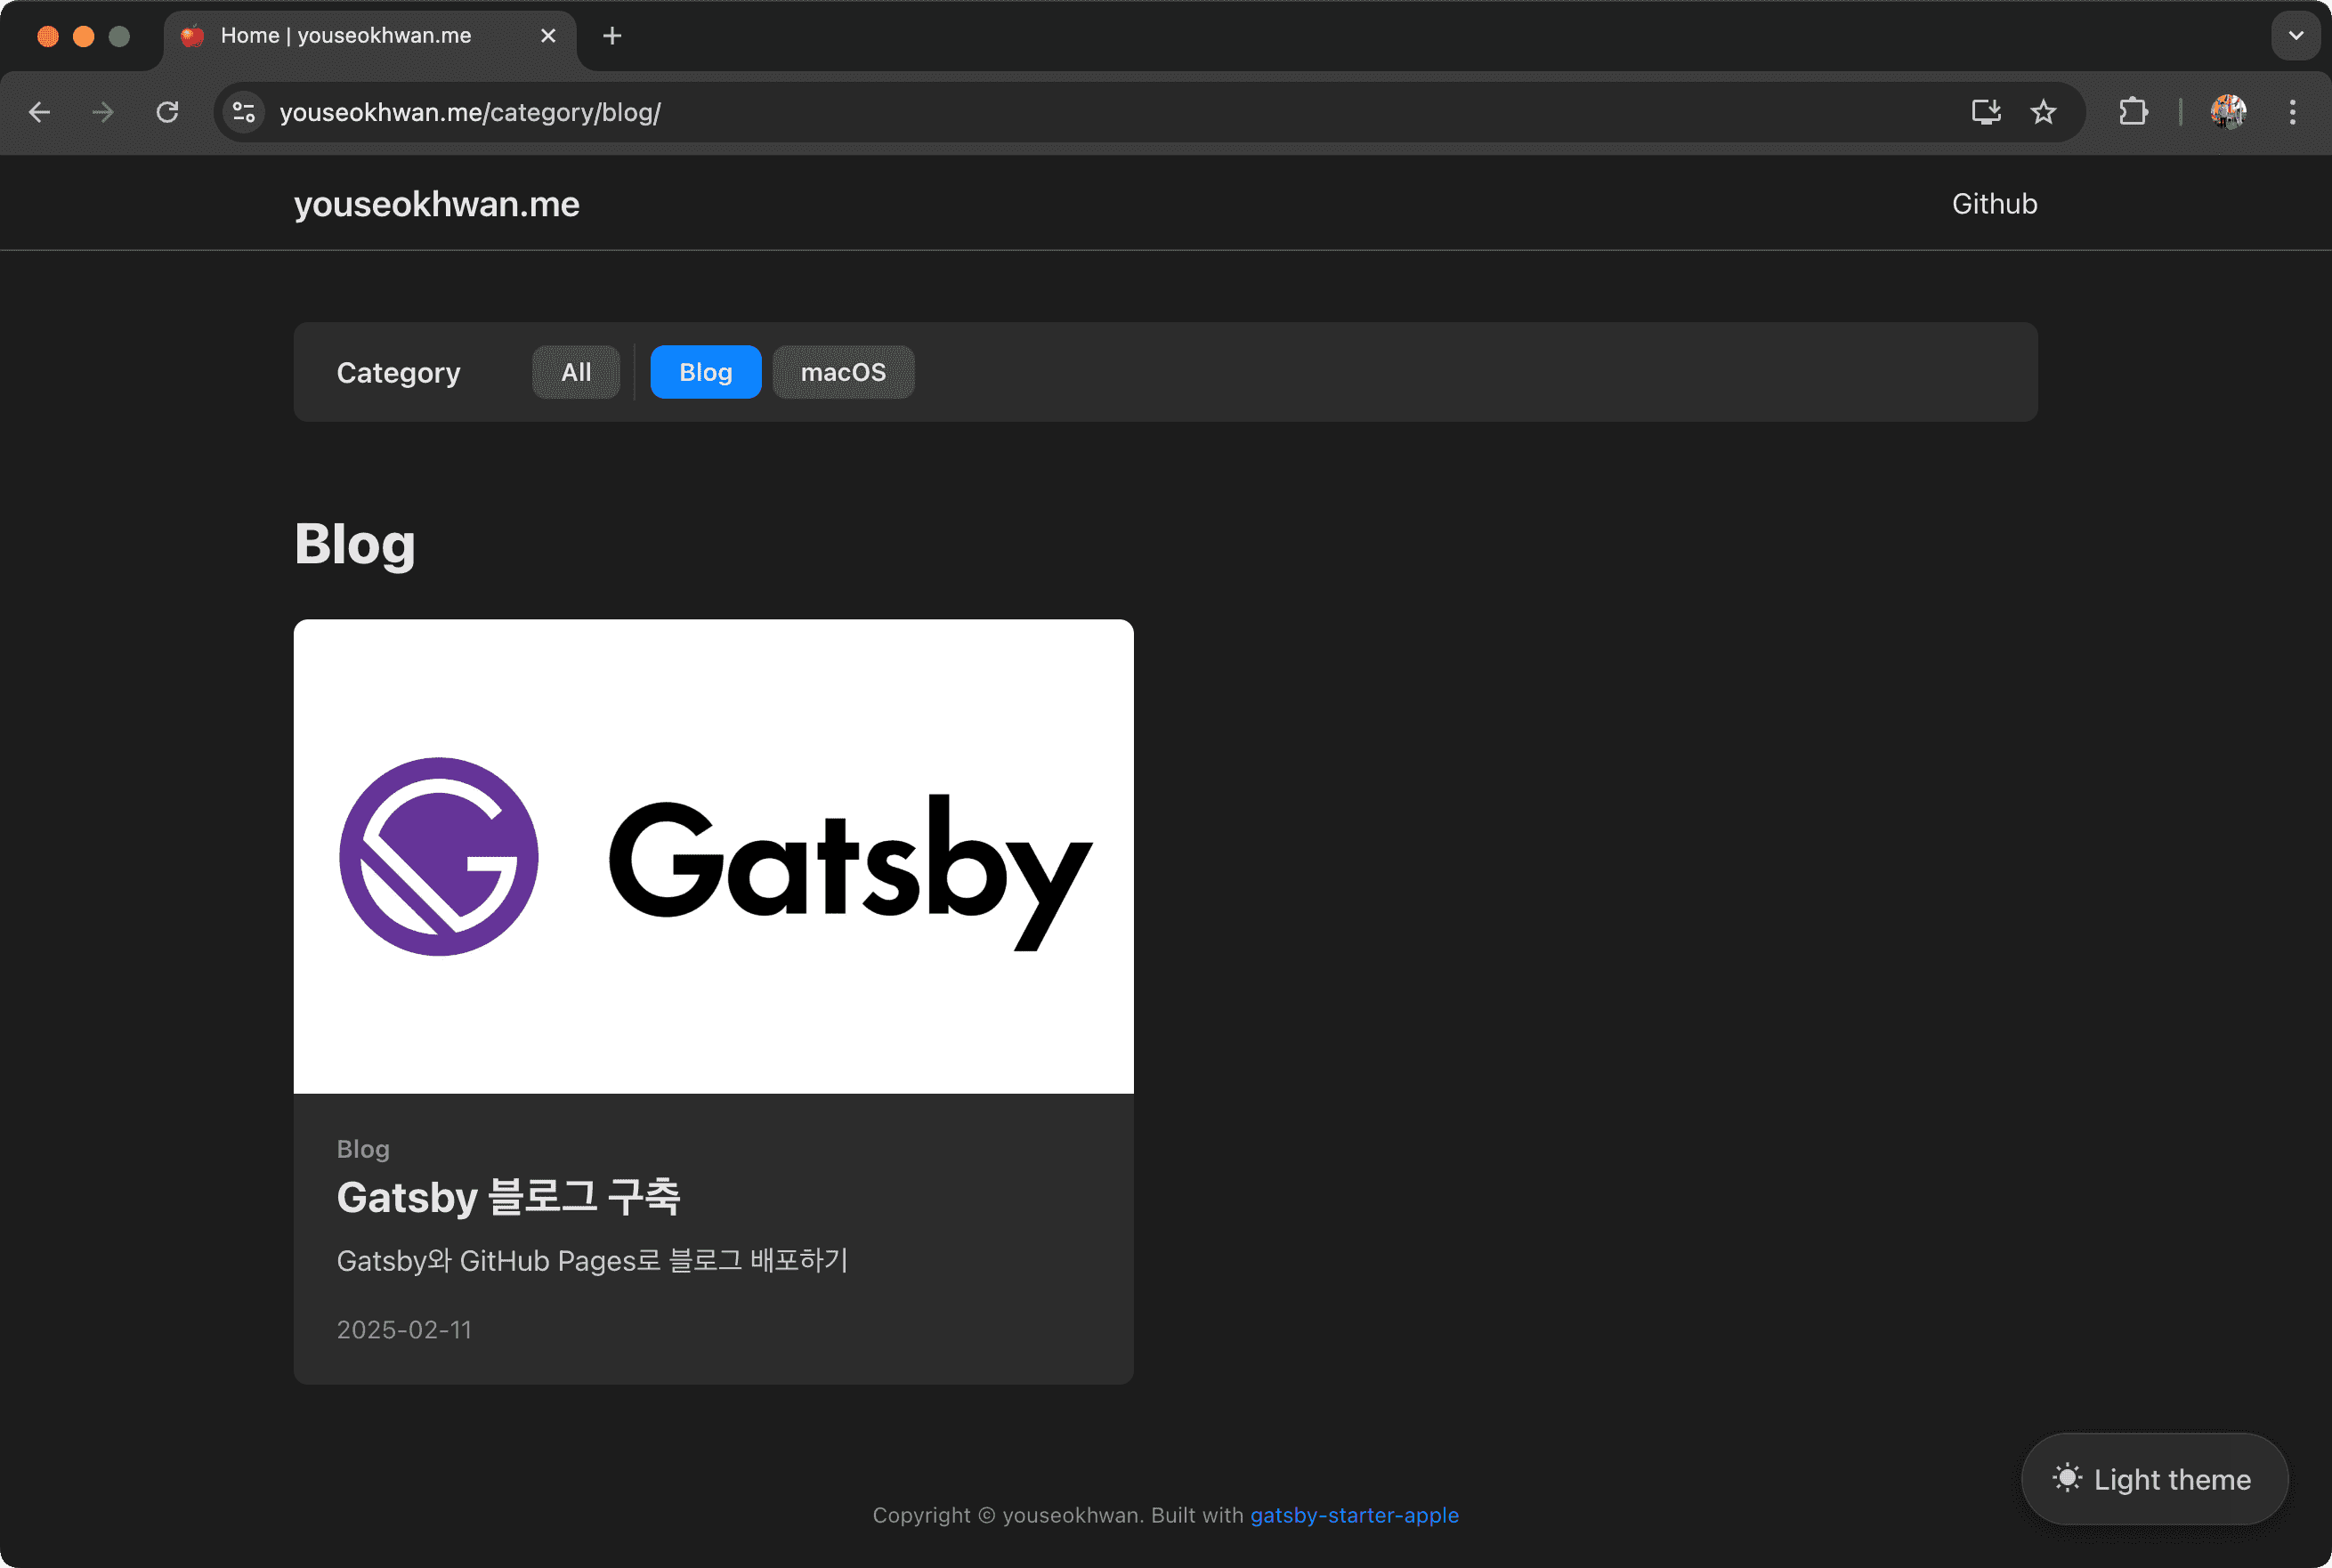 Home | youseokhwan.me
youseokhwan.me/category/blog/
youseokhwan.me
Github
Category
All
Blog
macOS
Blog
Gatsby
Blog
Gatsby 블로그 구축
Gatsby와 GitHub Pages로 블로그 배포하기
2025-02-11
Light theme
Copyright © youseokhwan. Built with gatsby-starter-apple